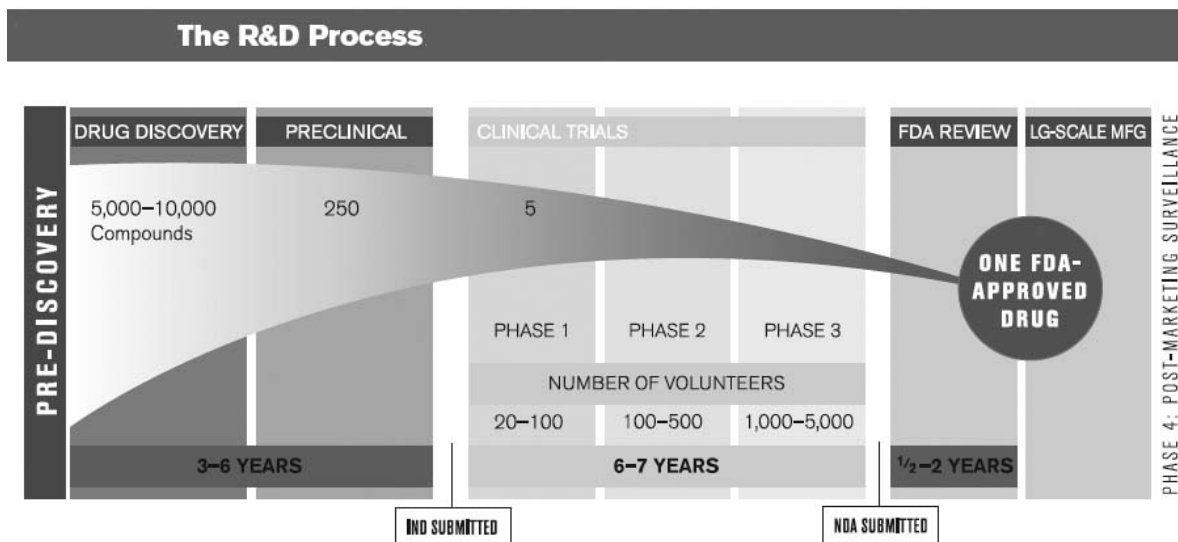 The R&D Process
PRE-DISCOVERY
DRUG DISCOVERY
PRECLINICAL
CLINICAL TRIALS
FDA REVIEW
LG-SCALE MFG
5,000–10,000
Compounds
250
5
ONE FDA-
APPROVED
DRUG
PHASE 1
PHASE 2
PHASE 3
NUMBER OF VOLUNTEERS
20–100
100–500
1,000–5,000
3–6 YEARS
6–7 YEARS
1/2–2 YEARS
IND SUBMITTED
NDA SUBMITTED
PHASE 4: POST-MARKETING SURVEILLANCE